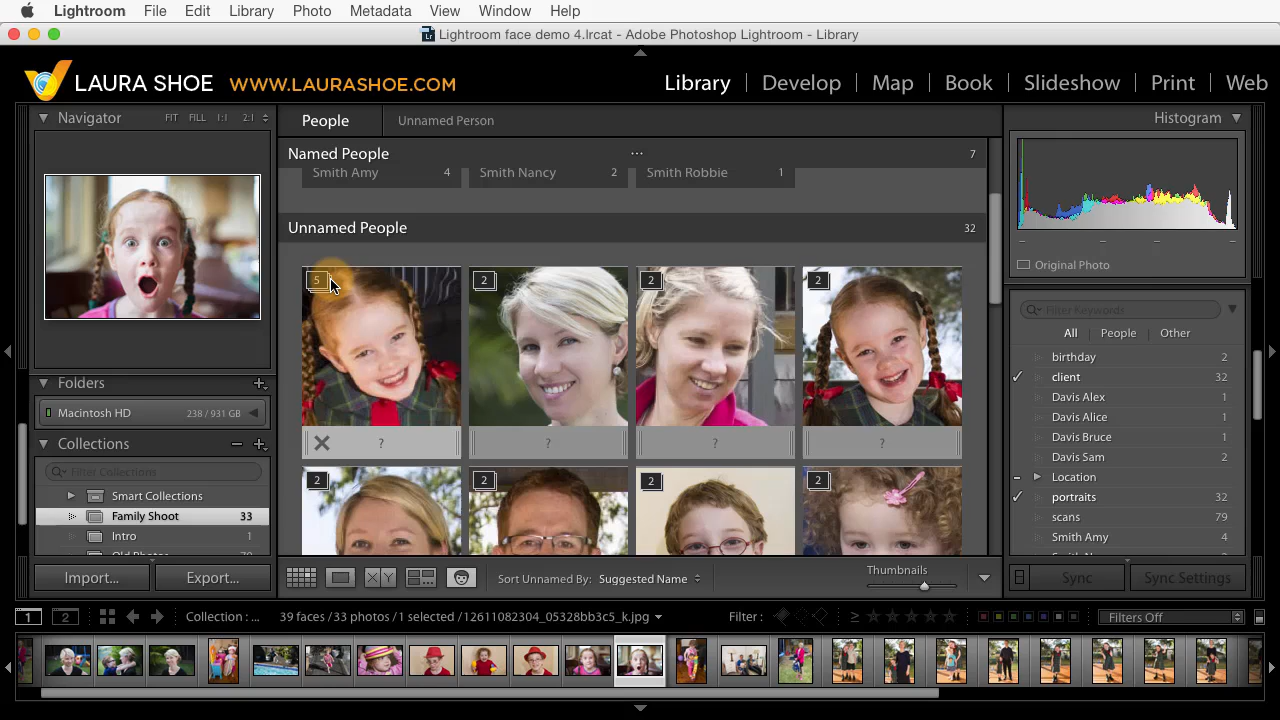 Lightroom File Edit Library Photo Metadata View Window Help
Lightroom face demo 4.lrcat - Adobe Photoshop Lightroom - Library
LAURA SHOE WWW.LAURASHOE.COM
Library Develop Map Book Slideshow Print Web
Navigator FIT FILL 1:1 2:1
People Unnamed Person
Histogram
Named People ... 7
Smith Amy 4 Smith Nancy 2 Smith Robbie 1
Unnamed People 32
Original Photo
5 2 2 2
? ? ? ?
2 2 2 2
Folders
Macintosh HD 238 / 931 GB
Collections
Filter Collections
Smart Collections
Family Shoot 33
Intro 1
Import... Export...
Filter Keywords
All People Other
birthday 2
client 32
Davis Alex 1
Davis Alice 1
Davis Bruce 1
Davis Sam 2
Location
portraits 32
scans 79
Smith Amy 4
Sort Unnamed By: Suggested Name
Thumbnails
Sync Sync Settings
1 2 Collection : ... 39 faces / 33 photos / 1 selected / 12611082304_05328bb3c5_k.jpg Filter : ≥ Filters Off